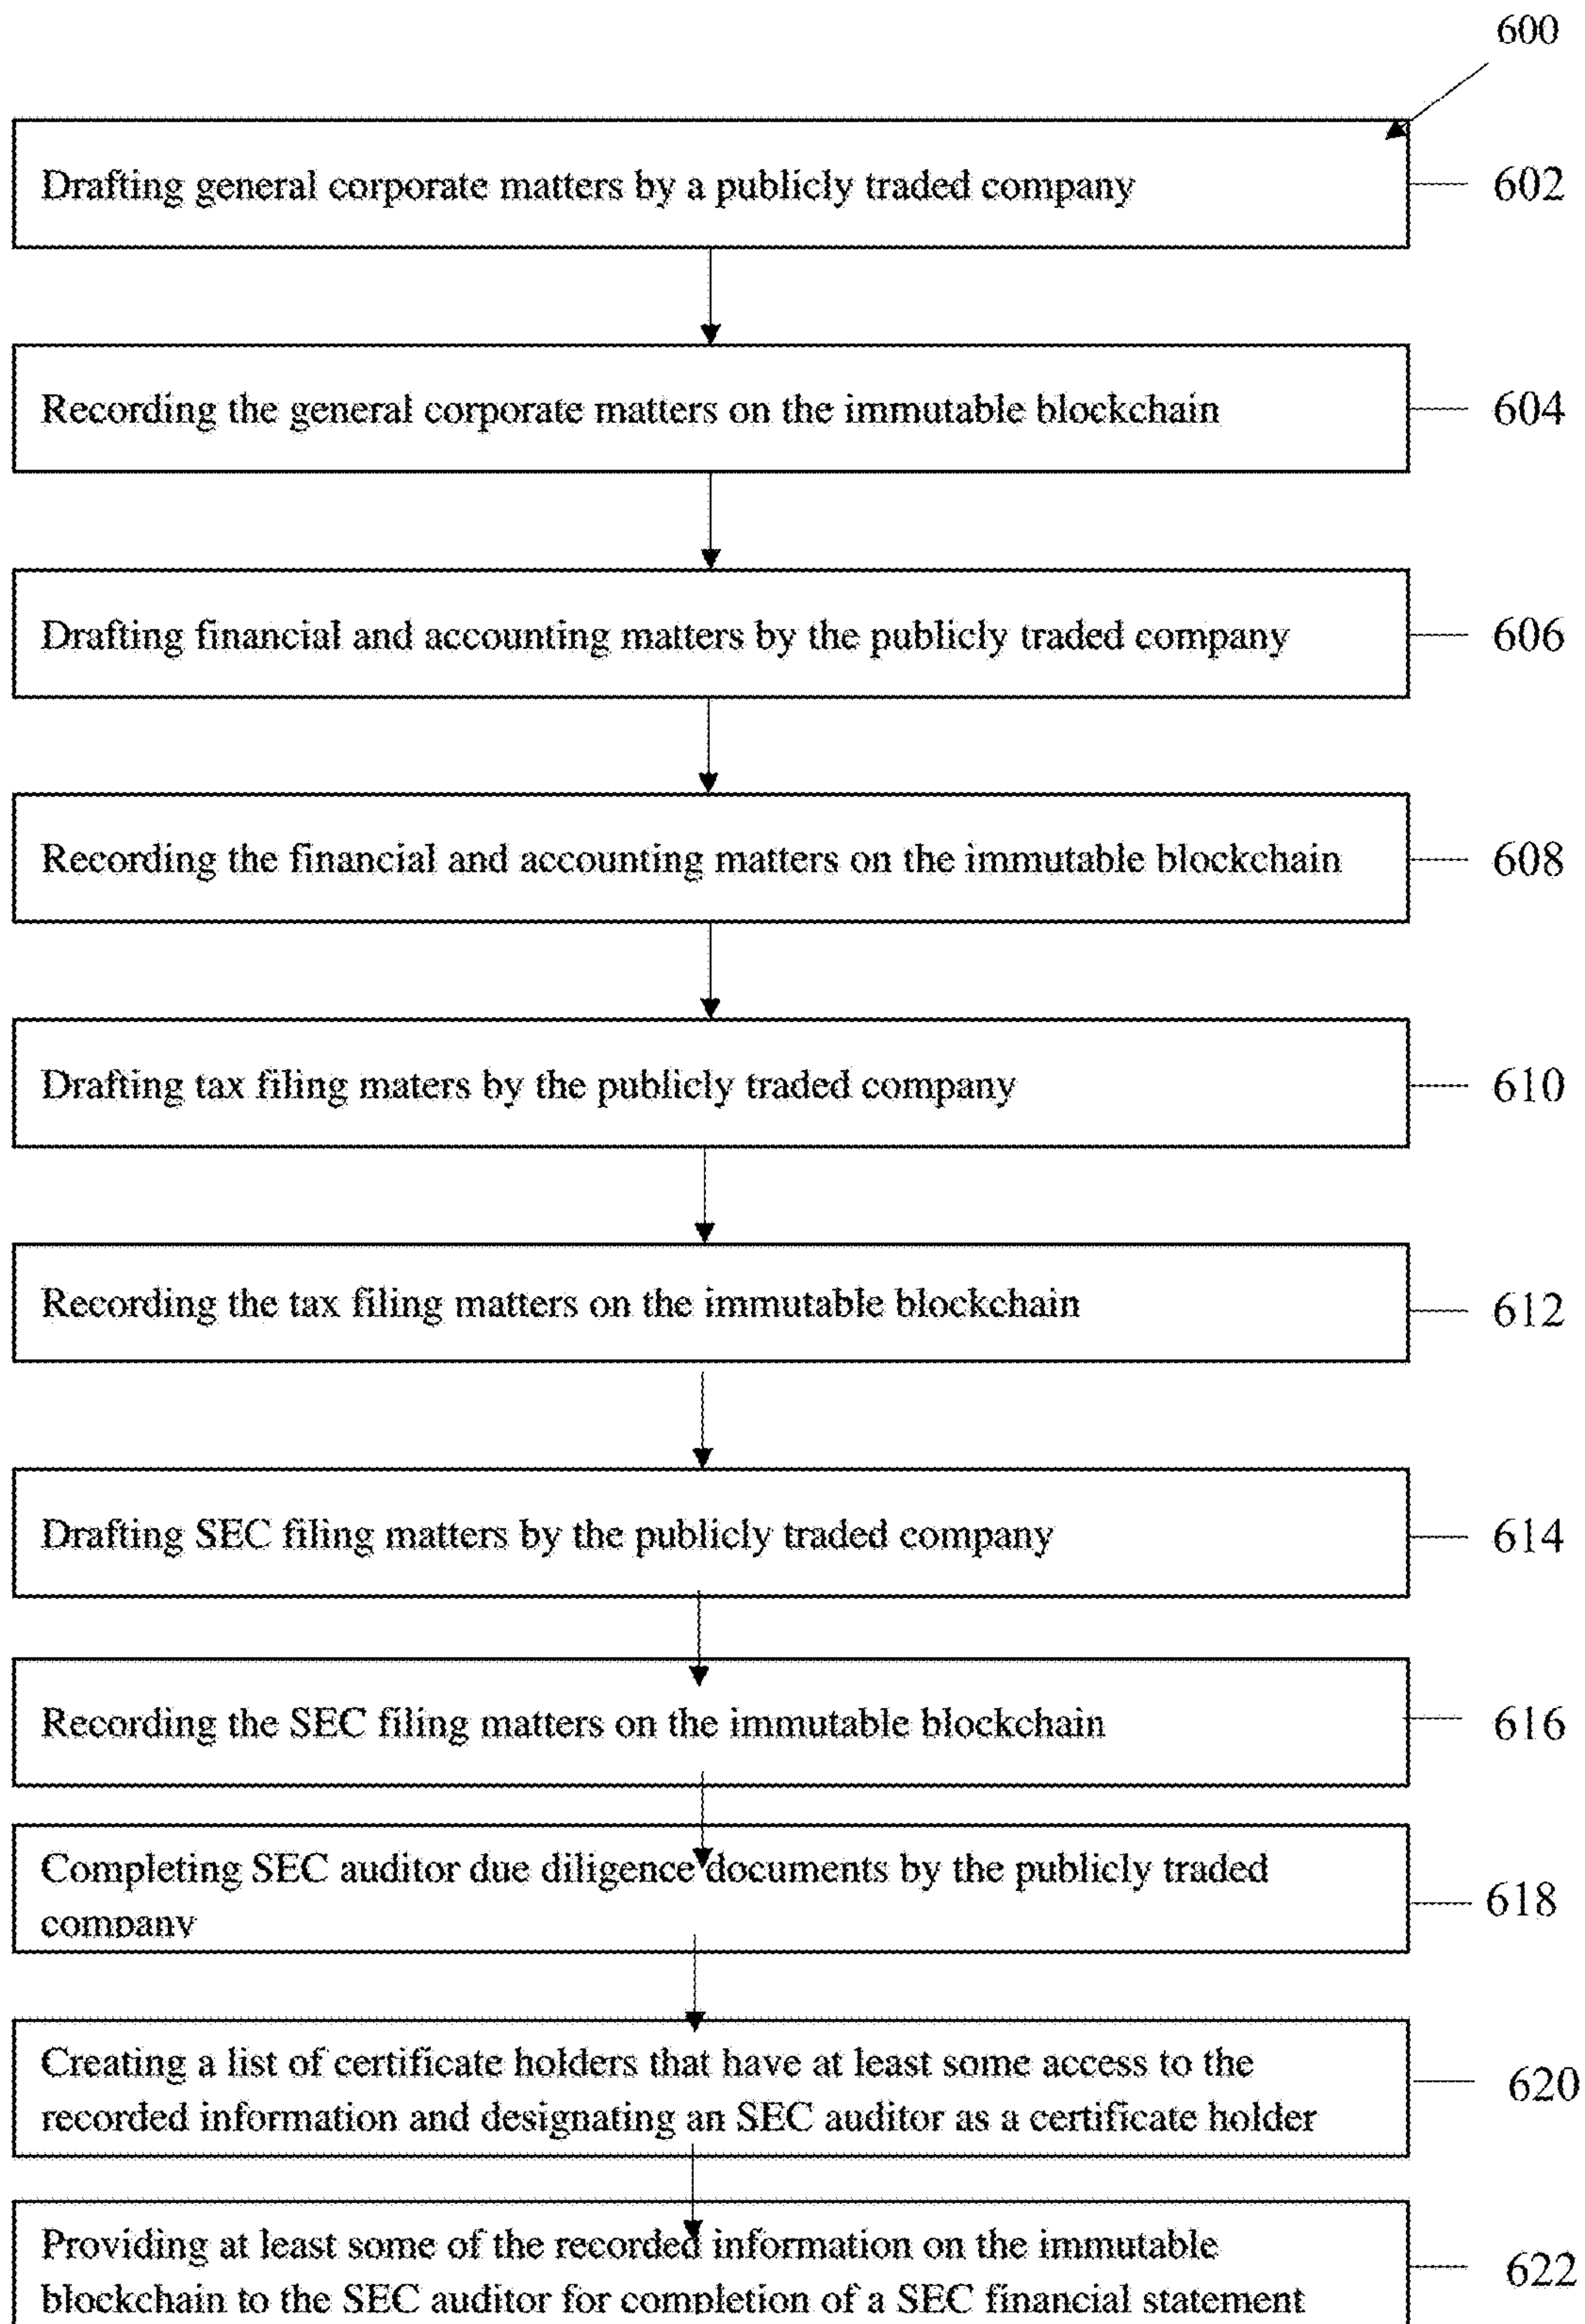 600
Drafting general corporate matters by a publicly traded company
602
Recording the general corporate matters on the immutable blockchain
604
Drafting financial and accounting matters by the publicly traded company
606
Recording the financial and accounting matters on the immutable blockchain
608
Drafting tax filing maters by the publicly traded company
610
Recording the tax filing matters on the immutable blockchain
612
Drafting SEC filing matters by the publicly traded company
614
Recording the SEC filing matters on the immutable blockchain
616
Completing SEC auditor due diligence documents by the publicly traded
company
618
Creating a list of certificate holders that have at least some access to the
recorded information and designating an SEC auditor as a certificate holder
620
Providing at least some of the recorded information on the immutable
blockchain to the SEC auditor for completion of a SEC financial statement
622